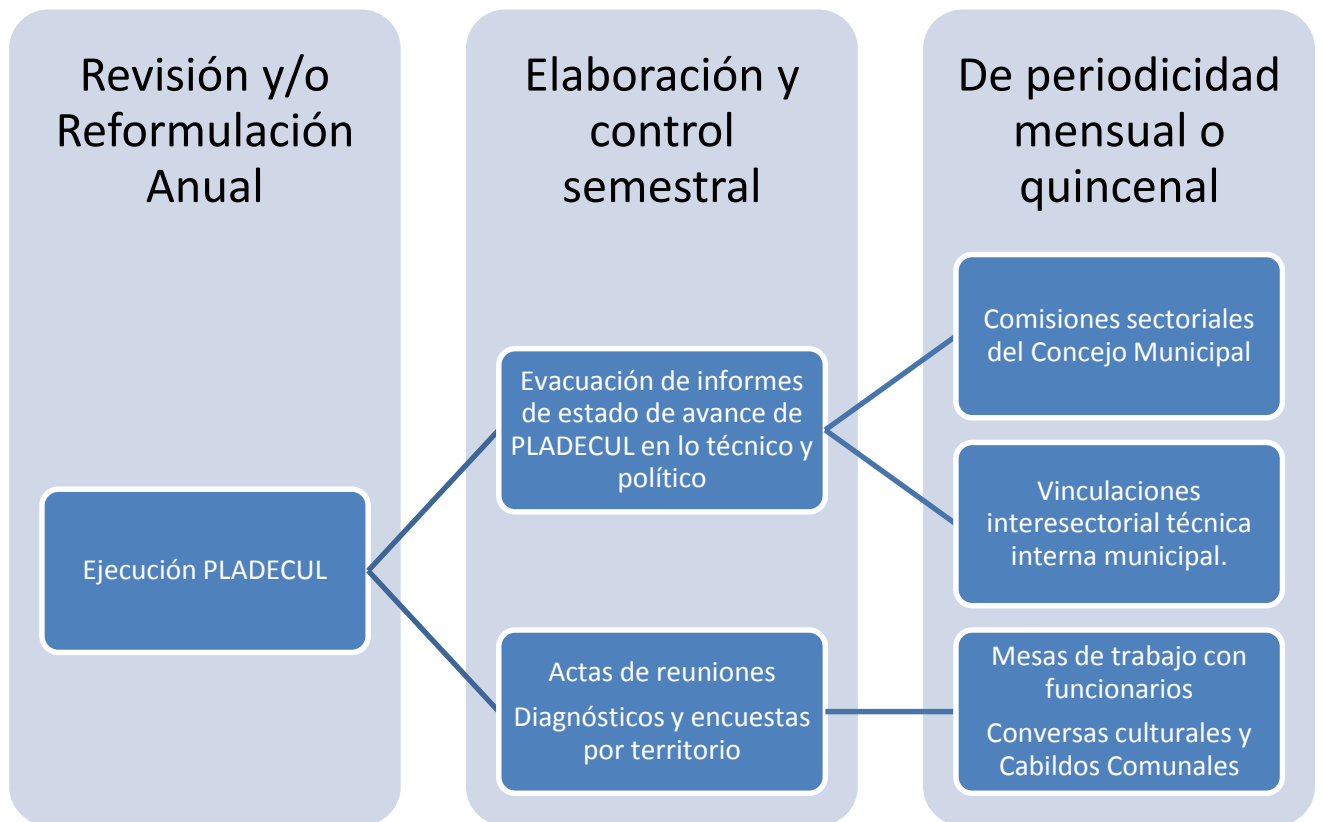 Revisión y/o
Reformulación
Anual
Ejecución PLADECUL
Elaboración y
control
semestral
Evacuación de informes
de estado de avance de
PLADECUL en lo técnico y
político
Actas de reuniones
Diagnósticos y encuestas
por territorio
De periodicidad
mensual o
quincenal
Comisiones sectoriales
del Concejo Municipal
Vinculaciones
interesectorial técnica
interna municipal.
Mesas de trabajo con
funcionarios
Conversas culturales y
Cabildos Comunales